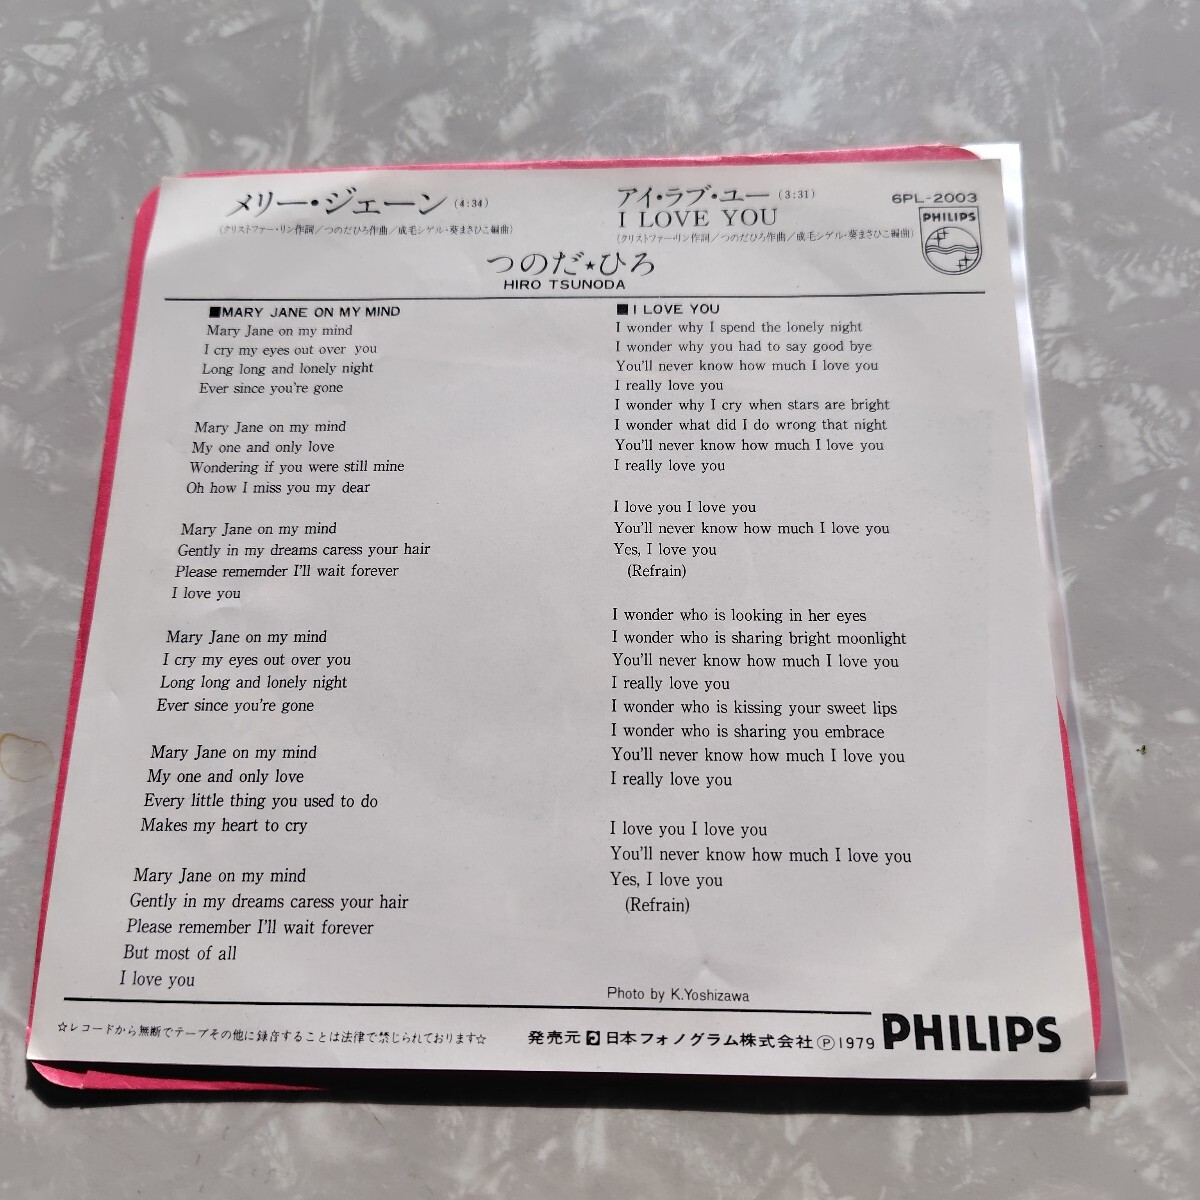 メリー・ジェーン (4:34)
(クリストファー・リン作詞/つのだひろ作曲/成毛シゲル・葵まさひこ編曲)
アイ・ラブ・ユー (3:31)
I LOVE YOU
(クリストファー・リン作詞/つのだひろ作曲/成毛シゲル・葵まさひこ編曲)
6PL-2003
PHILIPS
つのだ★ひろ
HIRO TSUNODA
■MARY JANE ON MY MIND
Mary Jane on my mind
I cry my eyes out over you
Long long and lonely night
Ever since you're gone
Mary Jane on my mind
My one and only love
Wondering if you were still mine
Oh how I miss you my dear
Mary Jane on my mind
Gently in my dreams caress your hair
Please rememder I'll wait forever
I love you
Mary Jane on my mind
I cry my eyes out over you
Long long and lonely night
Ever since you're gone
Mary Jane on my mind
My one and only love
Every little thing you used to do
Makes my heart to cry
Mary Jane on my mind
Gently in my dreams caress your hair
Please remember I'll wait forever
But most of all
I love you
■I LOVE YOU
I wonder why I spend the lonely night
I wonder why you had to say good bye
You'll never know how much I love you
I really love you
I wonder why I cry when stars are bright
I wonder what did I do wrong that night
You'll never know how much I love you
I really love you
I love you I love you
You'll never know how much I love you
Yes, I love you
(Refrain)
I wonder who is looking in her eyes
I wonder who is sharing bright moonlight
You'll never know how much I love you
I really love you
I wonder who is kissing your sweet lips
I wonder who is sharing you embrace
You'll never know how much I love you
I really love you
I love you I love you
You'll never know how much I love you
Yes, I love you
(Refrain)
Photo by K.Yoshizawa
☆レコードから無断でテープその他に録音することは法律で禁じられております☆
発売元 日本フォノグラム株式会社 Ⓟ1979 PHILIPS